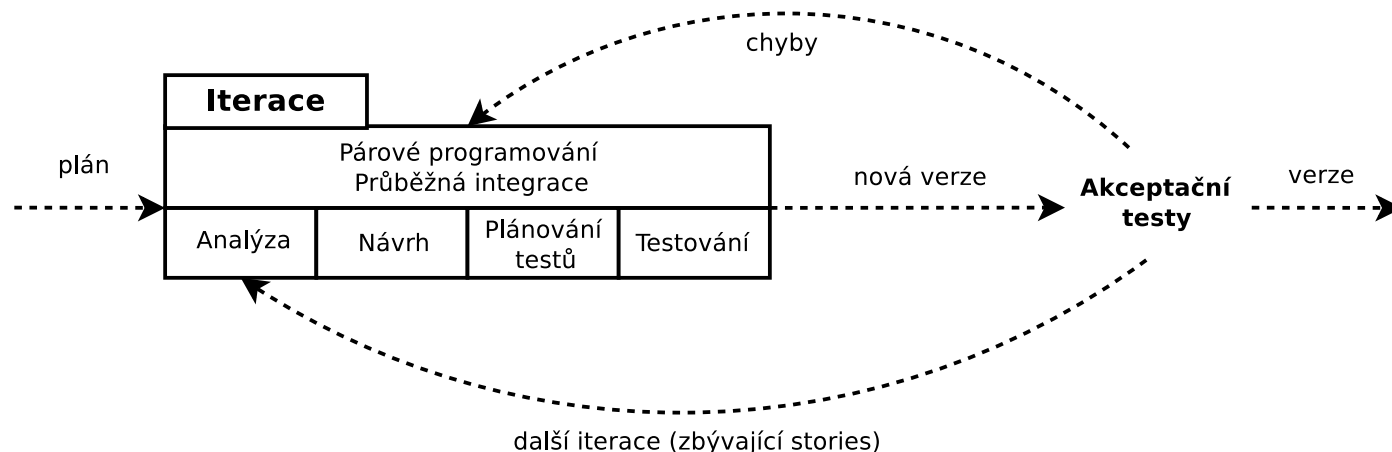 chyby
Iterace
Párové programování
Průběžná integrace
plán
nová verze
Akceptační
testy
verze
Analýza
Návrh
Plánování
testů
Testování
další iterace (zbývající stories)